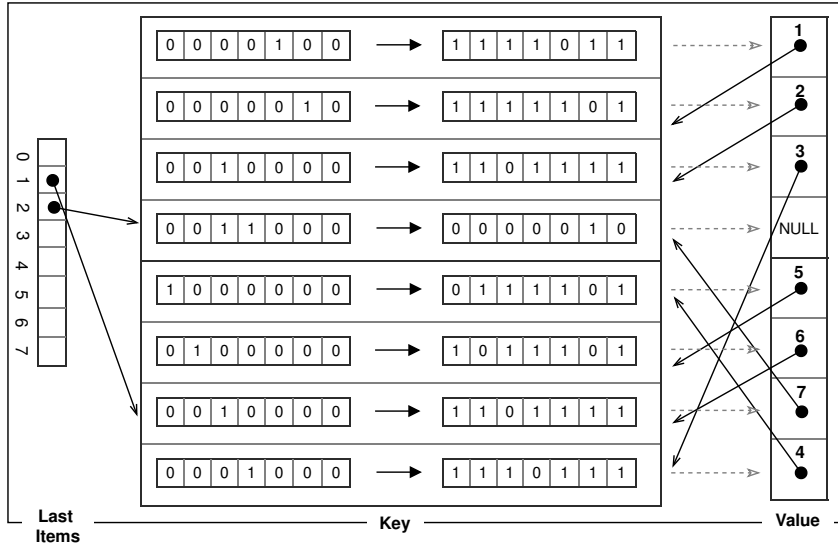 0 0 0 0 1 0 0 1 1 1 1 0 1 1 1
0 0 0 0 0 1 0 1 1 1 1 1 0 1 2
0 0 1 0 0 0 0 1 1 0 1 1 1 1 3
0 0 1 1 0 0 0 0 0 0 0 0 1 0 NULL
1 0 0 0 0 0 0 0 1 1 1 1 0 1 5
0 1 0 0 0 0 0 1 0 1 1 1 0 1 6
0 0 1 0 0 0 0 1 1 0 1 1 1 1 7
0 0 0 1 0 0 0 1 1 1 0 1 1 1 4
0
1
2
3
4
5
6
7
Last
Items
Key
Value